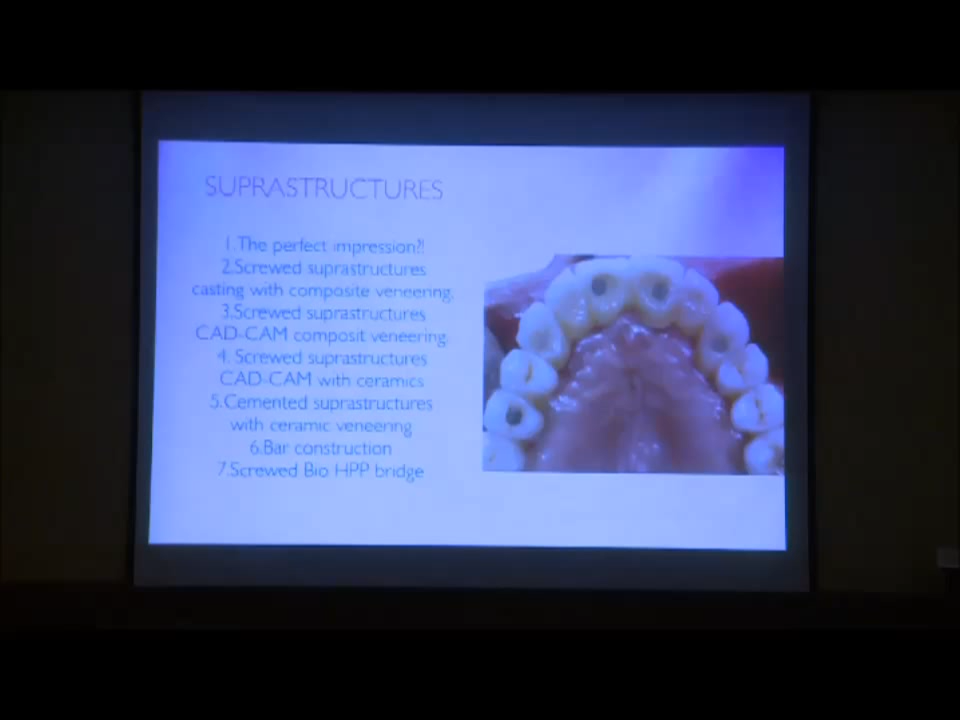 SUPRASTRUCTURES
1.The perfect impression?!
2.Screwed suprastructures
casting with composite veneering.
3.Screwed suprastructures
CAD-CAM composit veneering.
4. Screwed suprastructures
CAD-CAM with ceramics
5.Cemented suprastructures
with ceramic veneering
6.Bar construction
7.Screwed Bio HPP bridge